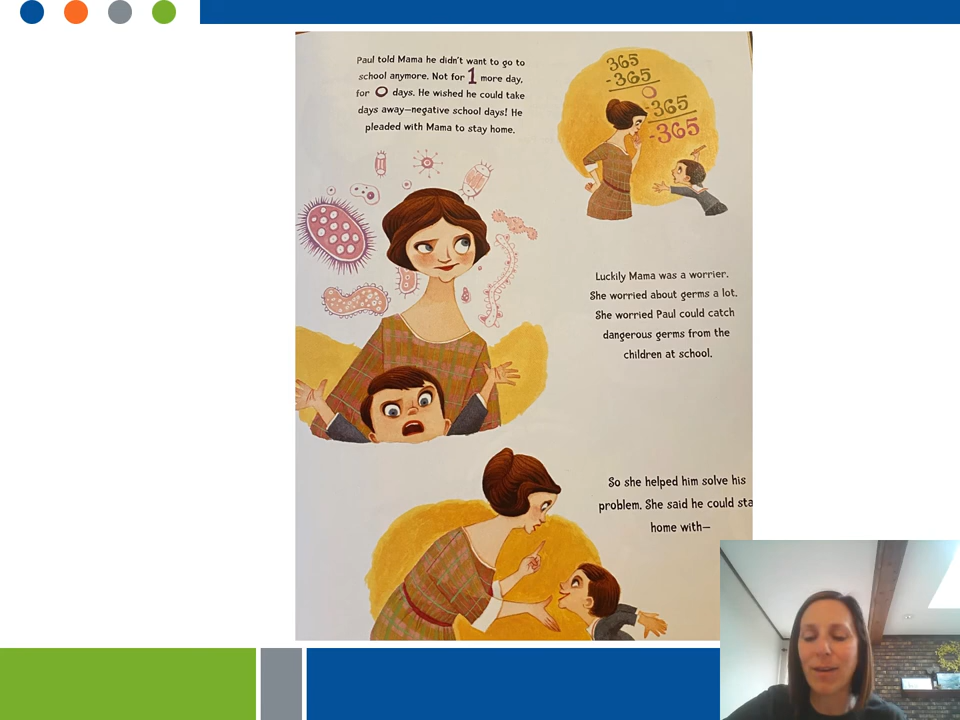 Paul told Mama he didn't want to go to
school anymore. Not for 1 more day,
for 0 days. He wished he could take
days away—negative school days! He
pleaded with Mama to stay home.
365
-365
0
-365
-365
Luckily Mama was a worrier.
She worried about germs a lot.
She worried Paul could catch
dangerous germs from the
children at school.
So she helped him solve his
problem. She said he could sta
home with—